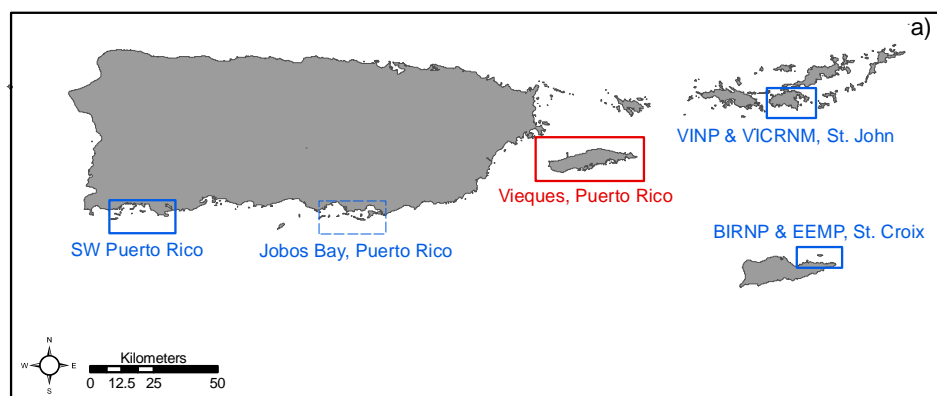 a)
VINP & VICRNM, St. John
Vieques, Puerto Rico
SW Puerto Rico
Jobos Bay, Puerto Rico
BIRNP & EEMP, St. Croix
N
W E
S
Kilometers
0 12.5 25 50